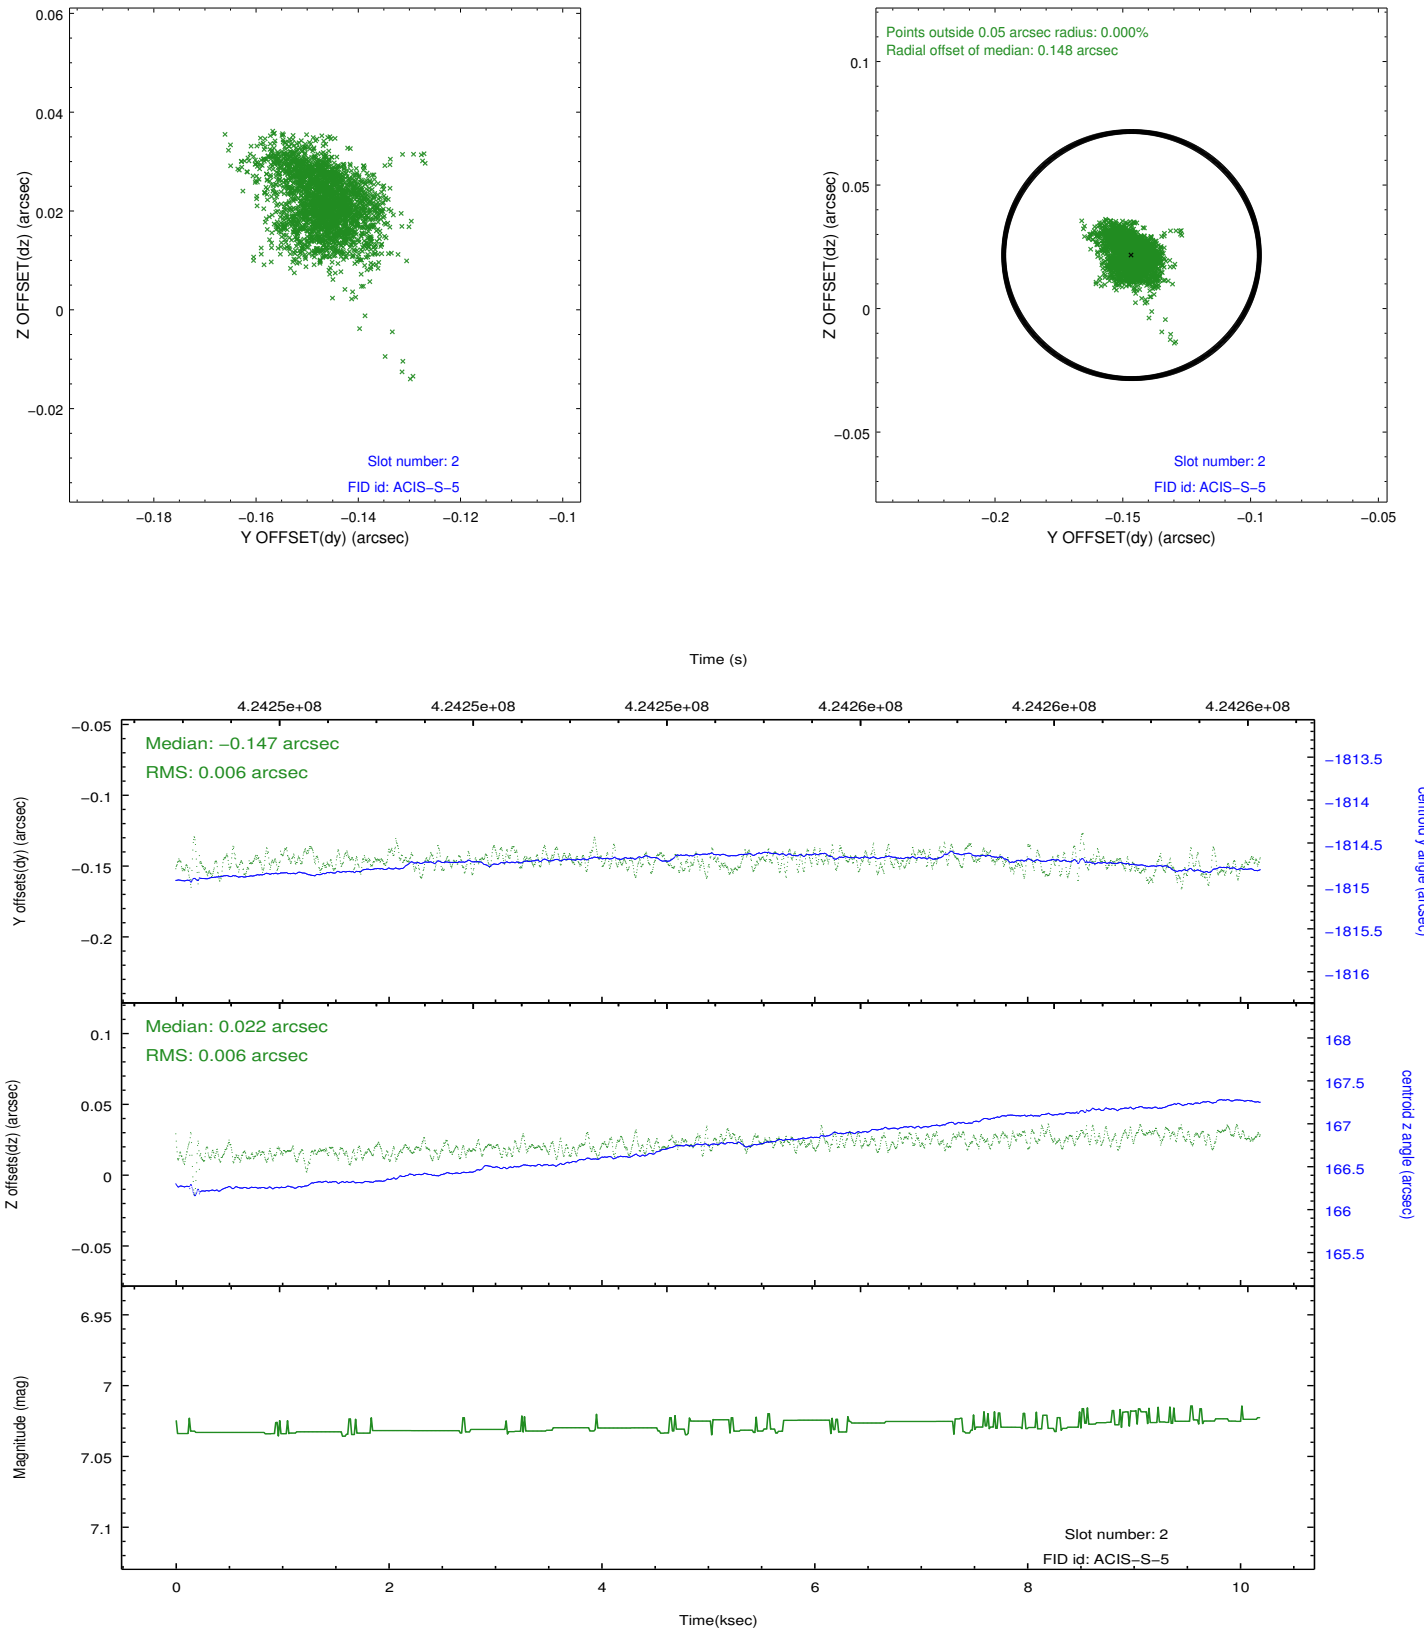 0.06
0.04
0.02
0
−0.02
Z OFFSET(dz) (arcsec)
Slot number: 2
FID id: ACIS−S−5
−0.18 −0.16 −0.14 −0.12 −0.1
Y OFFSET(dy) (arcsec)
Points outside 0.05 arcsec radius: 0.000%
Radial offset of median: 0.148 arcsec
0.1
0.05
0
−0.05
Z OFFSET(dz) (arcsec)
Slot number: 2
FID id: ACIS−S−5
−0.2 −0.15 −0.1 −0.05
Y OFFSET(dy) (arcsec)
Time (s)
4.2425e+08 4.2425e+08 4.2425e+08 4.2426e+08 4.2426e+08 4.2426e+08
Median: −0.147 arcsec
RMS: 0.006 arcsec
−0.05
−0.1
−0.15
−0.2
Y offsets(dy) (arcsec)
−1813.5
−1814
−1814.5
−1815
−1815.5
−1816
centroid y angle (arcsec)
Median: 0.022 arcsec
RMS: 0.006 arcsec
0.1
0.05
0
−0.05
Z offsets(dz) (arcsec)
168
167.5
167
166.5
166
165.5
centroid z angle (arcsec)
6.95
7
7.05
7.1
Magnitude (mag)
Slot number: 2
FID id: ACIS−S−5
0 2 4 6 8 10
Time(ksec)